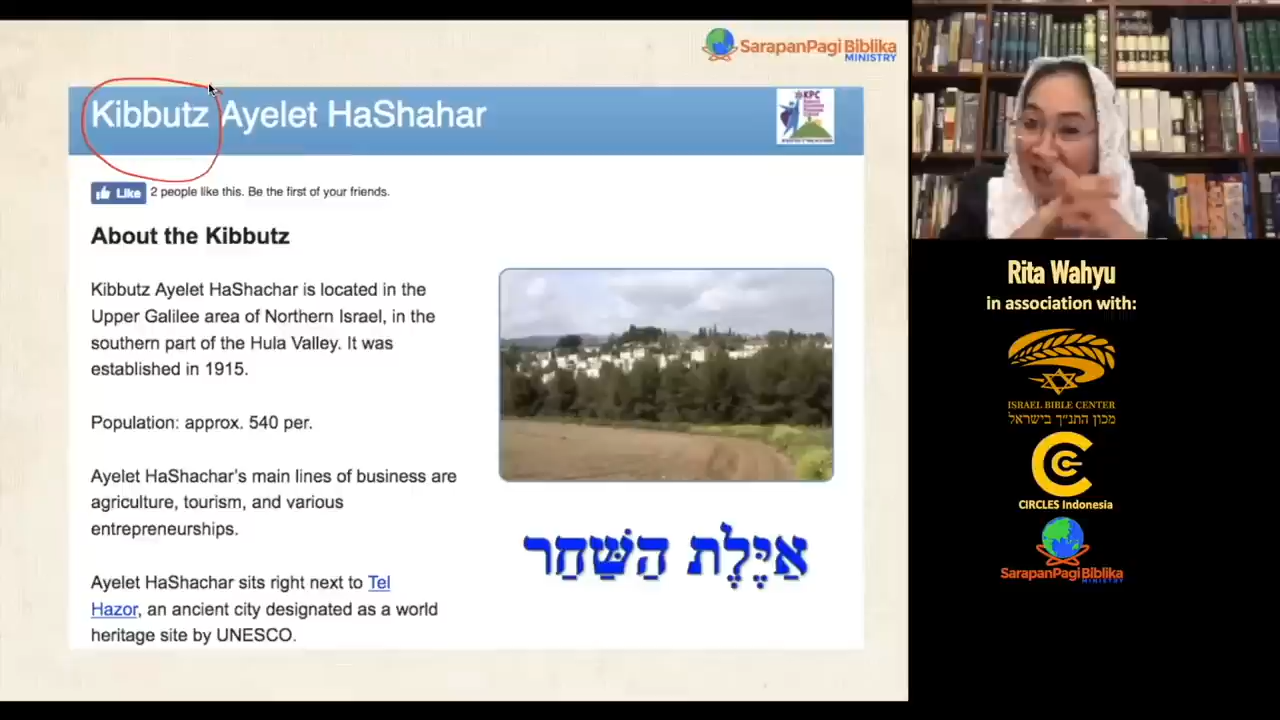 SarapanPagi Biblika
MINISTRY
Kibbutz Ayelet HaShahar
KPC
Like 2 people like this. Be the first of your friends.
About the Kibbutz
Kibbutz Ayelet HaShachar is located in the
Upper Galilee area of Northern Israel, in the
southern part of the Hula Valley. It was
established in 1915.
Population: approx. 540 per.
Ayelet HaShachar's main lines of business are
agriculture, tourism, and various
entrepreneurships.
Ayelet HaShachar sits right next to Tel
Hazor, an ancient city designated as a world
heritage site by UNESCO.
אַיֶּלֶת הַשַּׁחַר
Rita Wahyu
in association with:
ISRAEL BIBLE CENTER
מכון התנ״ך בישראל
CIRCLES Indonesia
SarapanPagi Biblika
MINISTRY